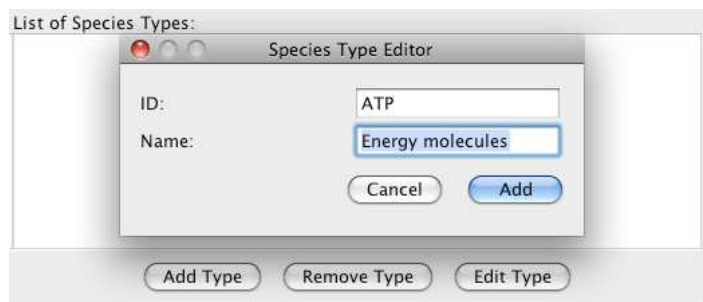 List of Species Types:
Species Type Editor
ID: ATP
Name: Energy molecules
Cancel Add
Add Type Remove Type Edit Type